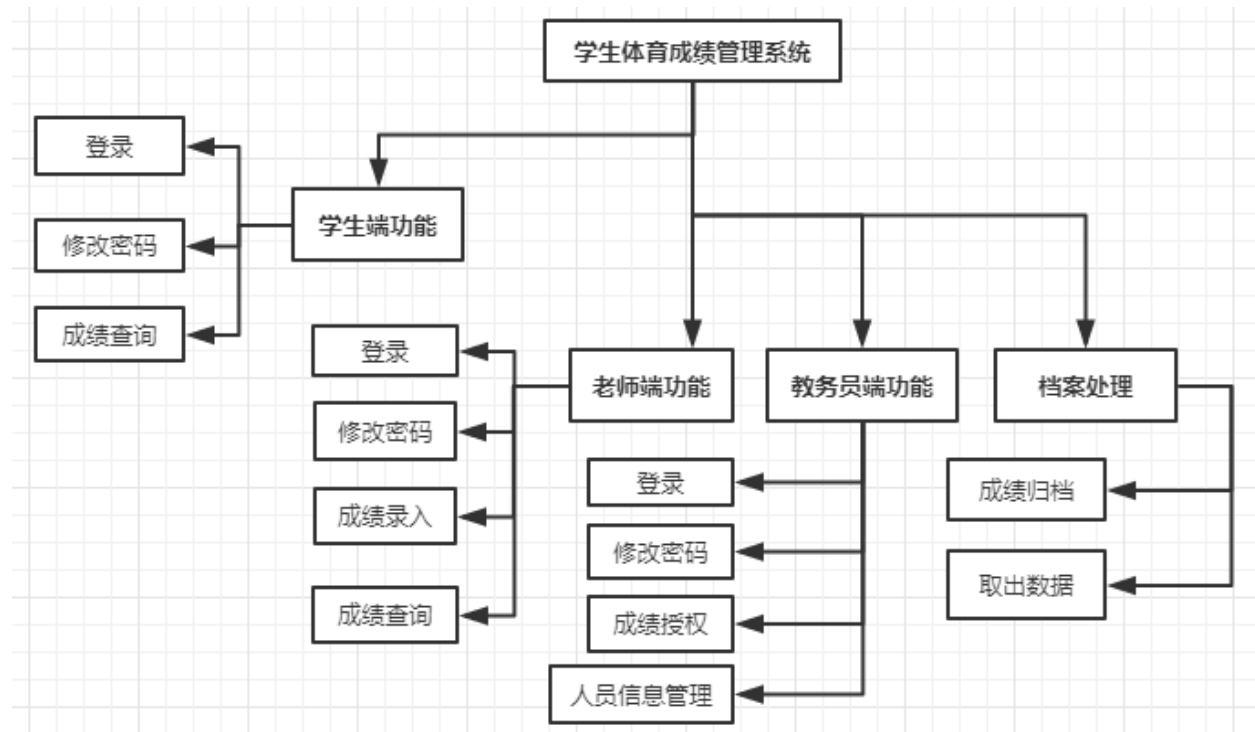 学生体育成绩管理系统
学生端功能
登录
修改密码
成绩查询
老师端功能
登录
修改密码
成绩录入
成绩查询
教务员端功能
登录
修改密码
成绩授权
人员信息管理
档案处理
成绩归档
取出数据